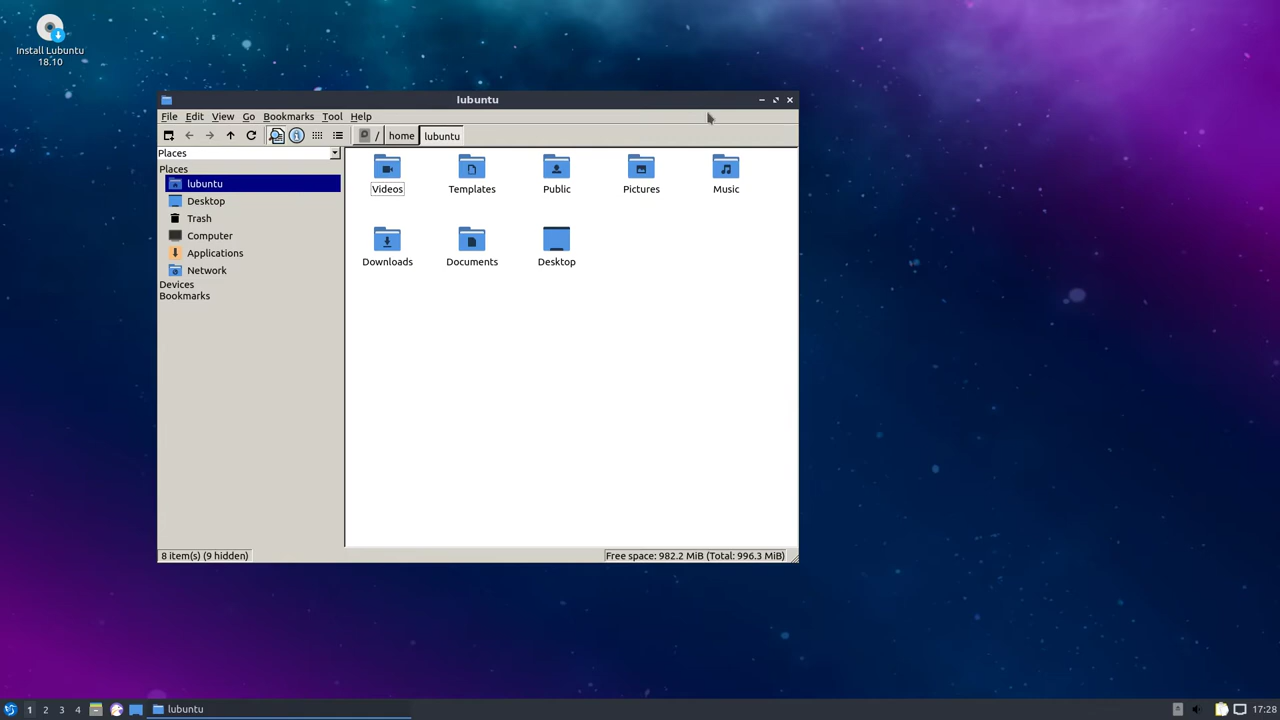 Install Lubuntu
18.10
lubuntu
File Edit View Go Bookmarks Tool Help
/ home lubuntu
Places
Places
lubuntu
Desktop
Trash
Computer
Applications
Network
Devices
Bookmarks
Videos Templates Public Pictures Music
Downloads Documents Desktop
8 item(s) (9 hidden)
Free space: 982.2 MiB (Total: 996.3 MiB)
1 2 3 4 lubuntu 17:28